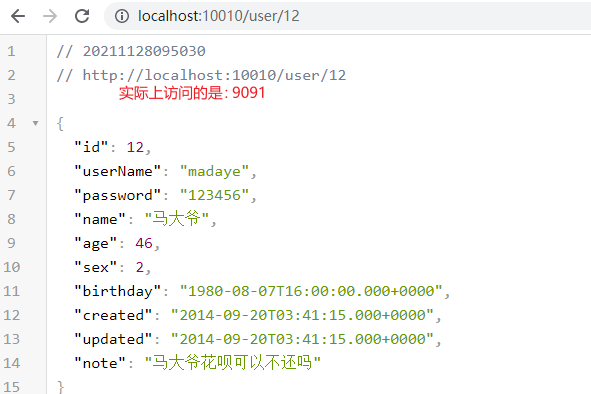 localhost:10010/user/12
1 // 20211128095030
2 // http://localhost:10010/user/12
实际上访问的是：9091
3
4 {
5 "id": 12,
6 "userName": "madaye",
7 "password": "123456",
8 "name": "马大爷",
9 "age": 46,
10 "sex": 2,
11 "birthday": "1980-08-07T16:00:00.000+0000",
12 "created": "2014-09-20T03:41:15.000+0000",
13 "updated": "2014-09-20T03:41:15.000+0000",
14 "note": "马大爷花呗可以不还吗"
15 }